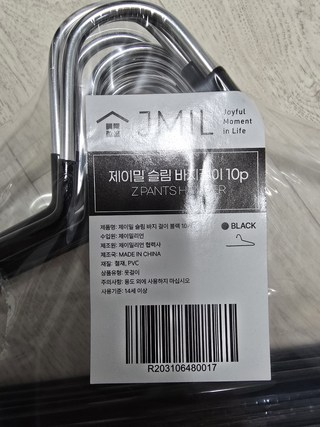 JMIL
Joyful
Moment
in Life
제이밀 슬림 바지걸이 10p
Z PANTS HANGER
제품명: 제이밀 슬림 바지 걸이 블랙 10P
수입원: 제이밀리언
제조원: 제이밀리언 협력사
제조국: MADE IN CHINA
재질: 철재, PVC
상품유형: 옷걸이
주의사항: 용도 외에 사용하지 마십시오
사용기준: 14세 이상
BLACK
R203106480017